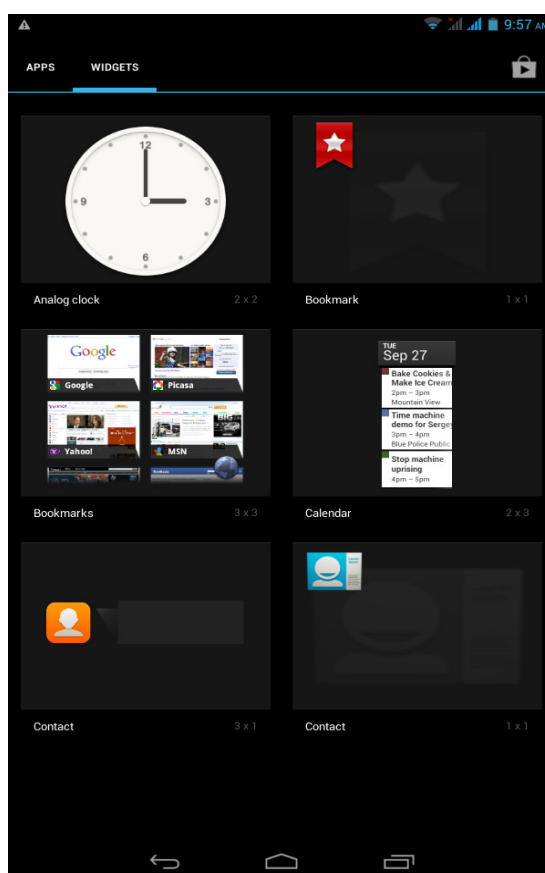 9:57 AM
APPS WIDGETS
12
9 3
6
Analog clock 2 x 2
Bookmark 1 x 1
Google
Google Picasa
Yahoo! MSN
Bookmarks 3 x 3
TUE
Sep 27
Bake Cookies &
Make Ice Cream
2pm – 3pm
Mountain View
Time machine
demo for Sergey
3pm – 4pm
Blue Police Public
Stop machine
uprising
4pm – 5pm
Calendar 2 x 3
Contact 3 x 1
Contact 1 x 1